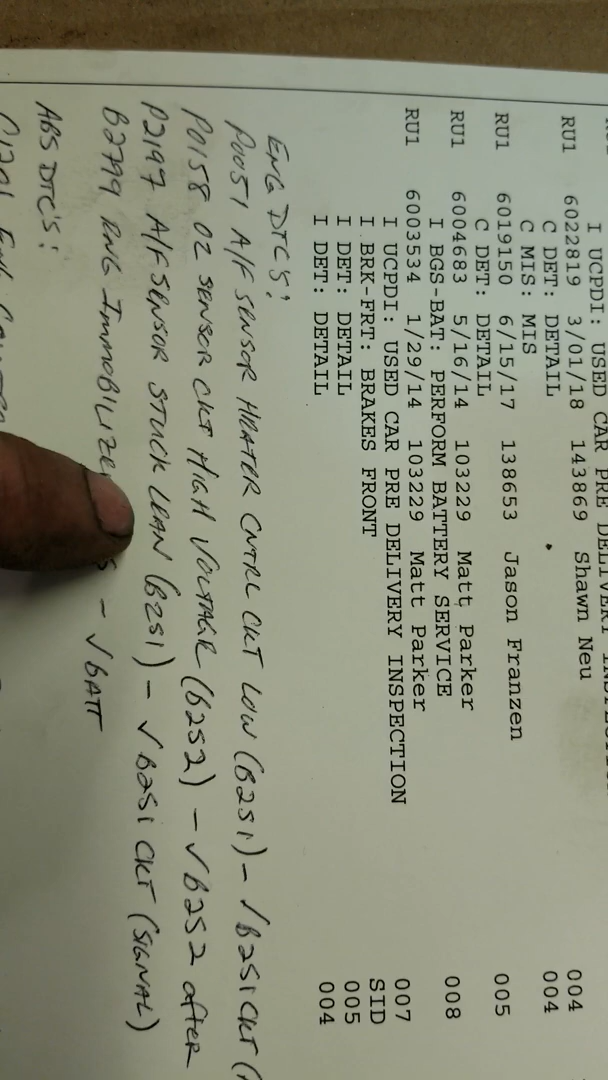 I UCPDI: USED CAR PRE DELIVERY
RU1 6022819 3/01/18 143869 Shawn Neu 004
C DET: DETAIL 004
C MIS: MIS
RU1 6019150 6/15/17 138653 Jason Franzen 005
C DET: DETAIL
RU1 6004683 5/16/14 103229 Matt Parker 008
I BGS-BAT: PERFORM BATTERY SERVICE
RU1 6003534 1/29/14 103229 Matt Parker 007
I UCPDI: USED CAR PRE DELIVERY INSPECTION SID
I BRK-FRT: BRAKES FRONT 005
I DET: DETAIL 004
I DET: DETAIL
ENG DTC'S:
P0051 A/F SENSOR HEATER CNTRL CKT LOW (B2S1) - √B2S1 CKT
P0158 O2 SENSOR CKT HIGH VOLTAGE (B2S2) - √B2S2 after
P2197 A/F SENSOR STUCK LEAN (B2S1) - √B2S1 CKT (SIGNAL)
B2799 ENG IMMOBILIZER - √BATT
ABS DTC'S: